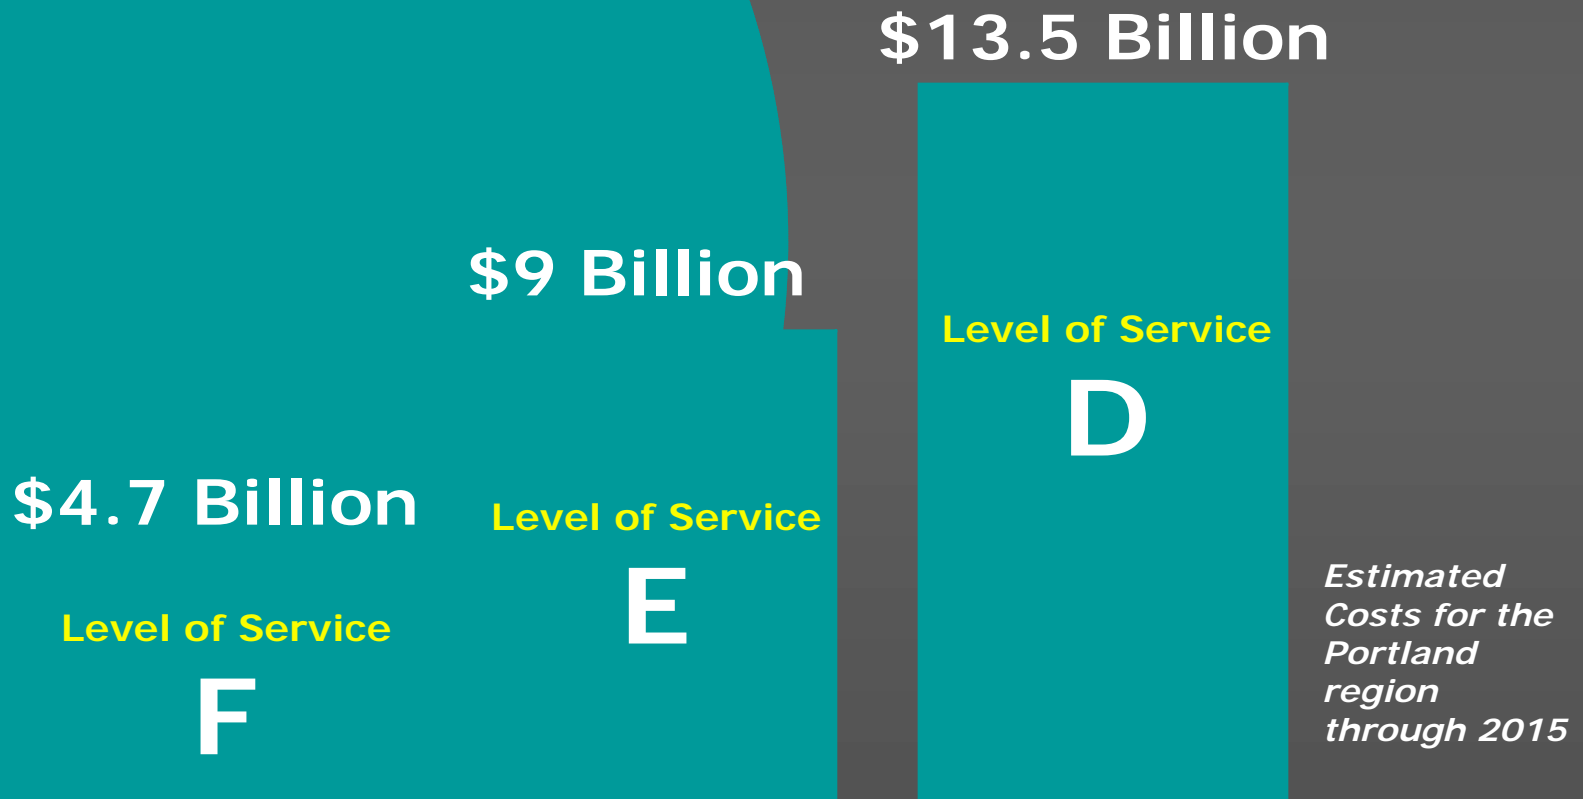 $13.5 Billion
$9 Billion
Level of Service
D
$4.7 Billion
Level of Service
E
Level of Service
F
Estimated
Costs for the
Portland
region
through 2015